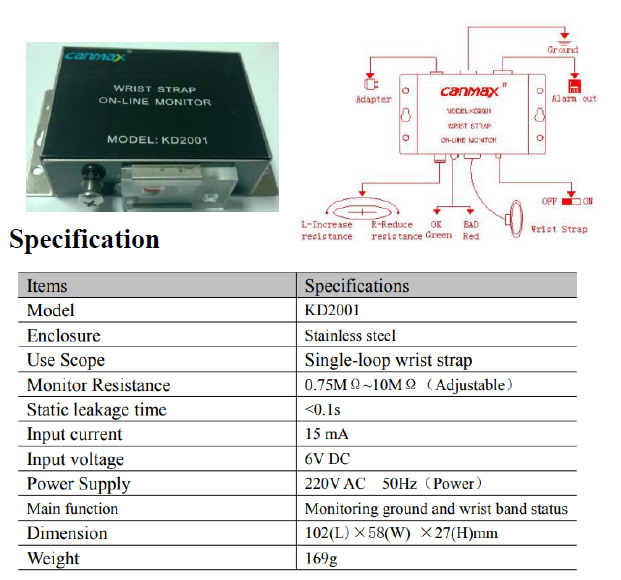 canmax
WRIST STRAP
ON-LINE MONITOR
MODEL: KD2001
Ground
Adapter
canmax R
Alarm out
MODEL:KD2001
WRIST STRAP
ON-LINE MONITOR
OFF ON
L-Increase R-Reduce OK BAD Wrist Strap
resistance resistance Green Red
Specification
Items Specifications
Model KD2001
Enclosure Stainless steel
Use Scope Single-loop wrist strap
Monitor Resistance 0.75MΩ~10MΩ（Adjustable）
Static leakage time <0.1s
Input current 15 mA
Input voltage 6V DC
Power Supply 220V AC 50Hz（Power）
Main function Monitoring ground and wrist band status
Dimension 102(L)×58(W) ×27(H)mm
Weight 169g